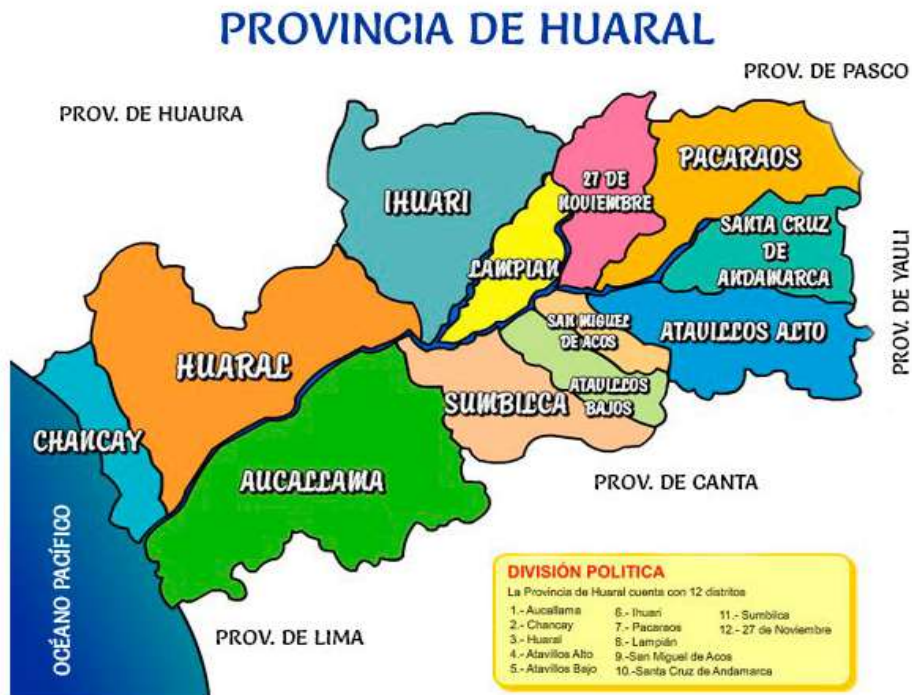 PROVINCIA DE HUARAL
PROV. DE PASCO
PROV. DE HUAURA
PACARAOS
27 DE
NOVIEMBRE
IHUARI
SANTA CRUZ
DE
ANDAMARCA
LAMPIAN
PROV. DE YAULI
SAN MIGUEL
DE ACOS
ATAVILLOS ALTO
HUARAL
ATAVILLOS
BAJOS
SUMBILCA
CHANCAY
AUCALLAMA
PROV. DE CANTA
OCÉANO PACÍFICO
PROV. DE LIMA
DIVISIÓN POLITICA
La Provincia de Huaral cuenta con 12 distritos
1.- Aucallama
2.- Chancay
3.- Huaral
4.- Atavillos Alto
5.- Atavillos Bajo
6.- Ihuari
7.- Pacaraos
8.- Lampián
9.-San Miguel de Acos
10.-Santa Cruz de Andamarca
11.- Sumbilca
12.- 27 de Noviembre